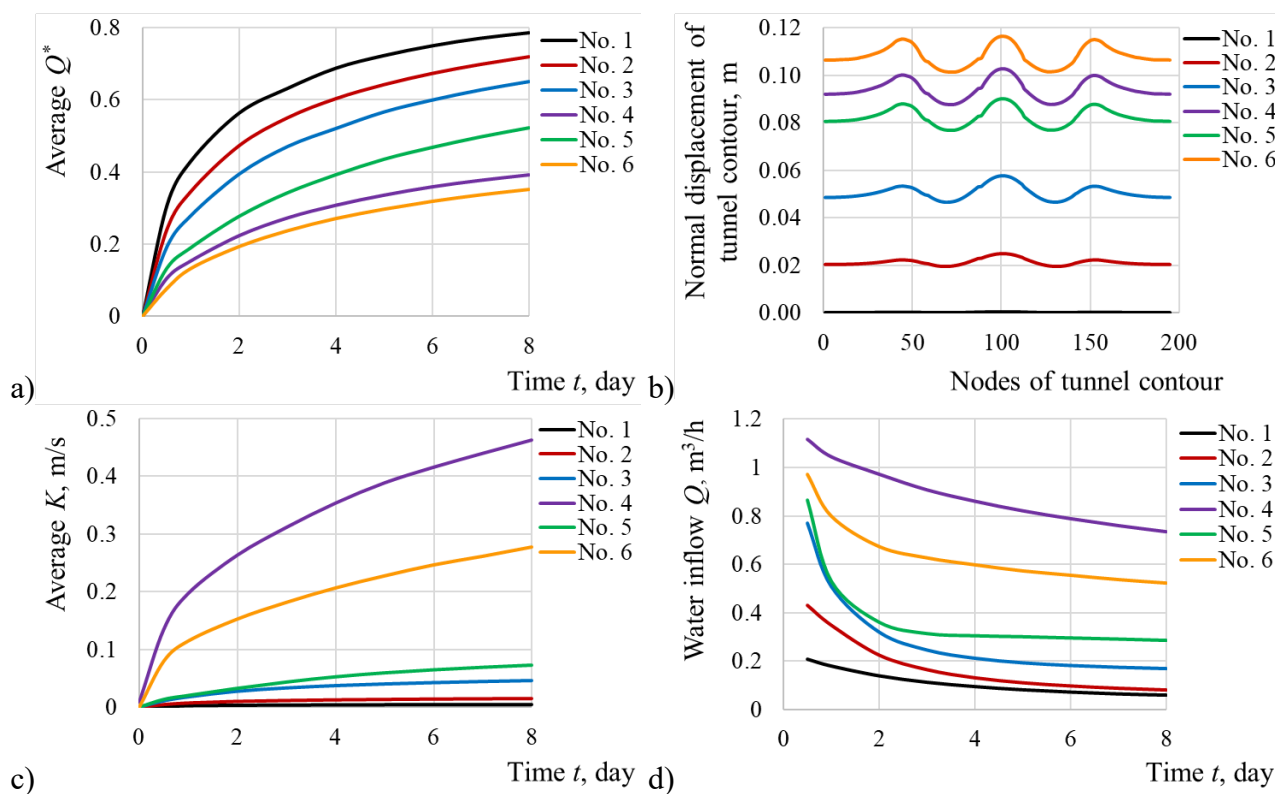 0.8
0.6
0.4
0.2
0
Average Q*
0 2 4 6 8
Time t, day
No. 1
No. 2
No. 3
No. 4
No. 5
No. 6
a)
0.12
0.10
0.08
0.06
0.04
0.02
0.00
Normal displacement of
tunnel contour, m
0 50 100 150 200
Nodes of tunnel contour
No. 1
No. 2
No. 3
No. 4
No. 5
No. 6
b)
0.5
0.4
0.3
0.2
0.1
0
Average K, m/s
0 2 4 6 8
Time t, day
No. 1
No. 2
No. 3
No. 4
No. 5
No. 6
c)
1.2
1
0.8
0.6
0.4
0.2
0
Water inflow Q, m³/h
0 2 4 6 8
Time t, day
No. 1
No. 2
No. 3
No. 4
No. 5
No. 6
d)